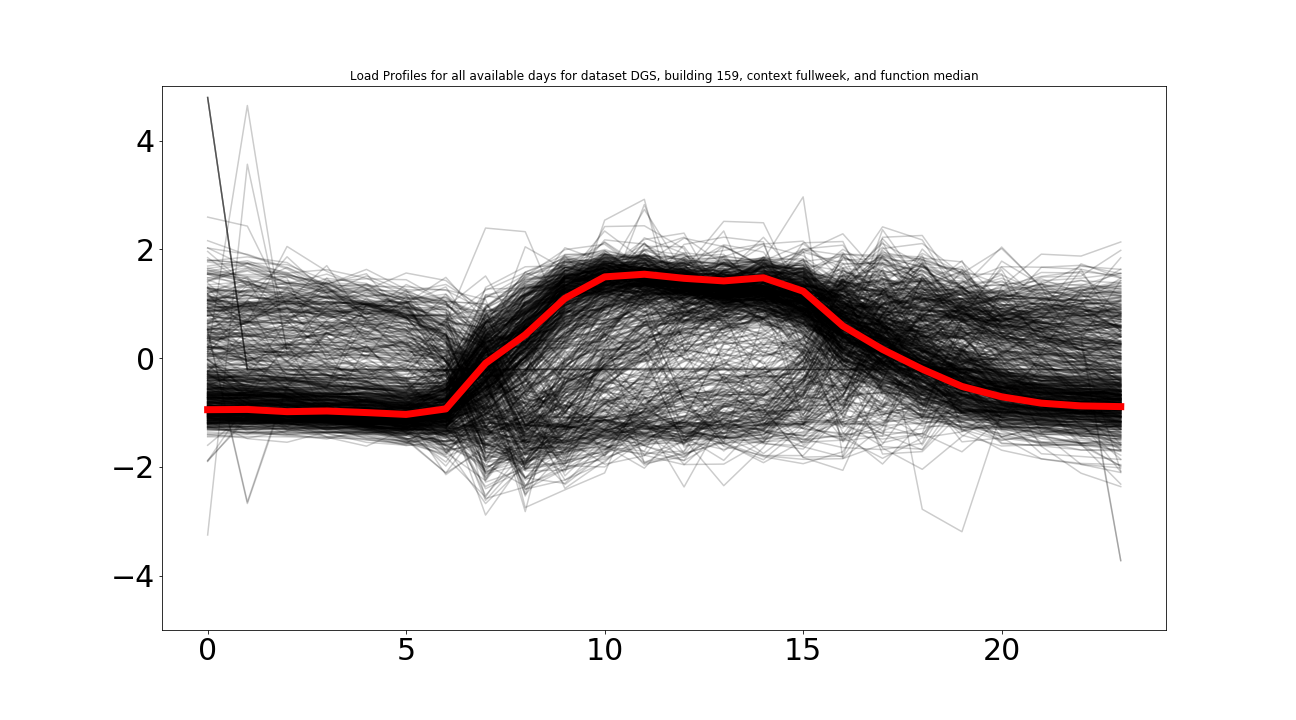 Load Profiles for all available days for dataset DGS, building 159, context fullweek, and function median
4
2
0
−2
−4
0 5 10 15 20